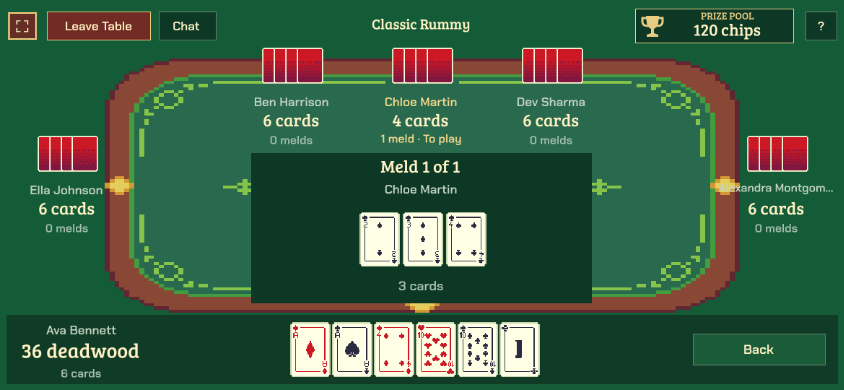 Leave Table
Chat
Classic Rummy
PRIZE POOL
120 chips
?
Ben Harrison
6 cards
0 melds
Chloe Martin
4 cards
1 meld · To play
Dev Sharma
6 cards
0 melds
Ella Johnson
6 cards
0 melds
Meld 1 of 1
Chloe Martin
3 cards
6 cards
0 melds
Ava Bennett
36 deadwood
6 cards
Back